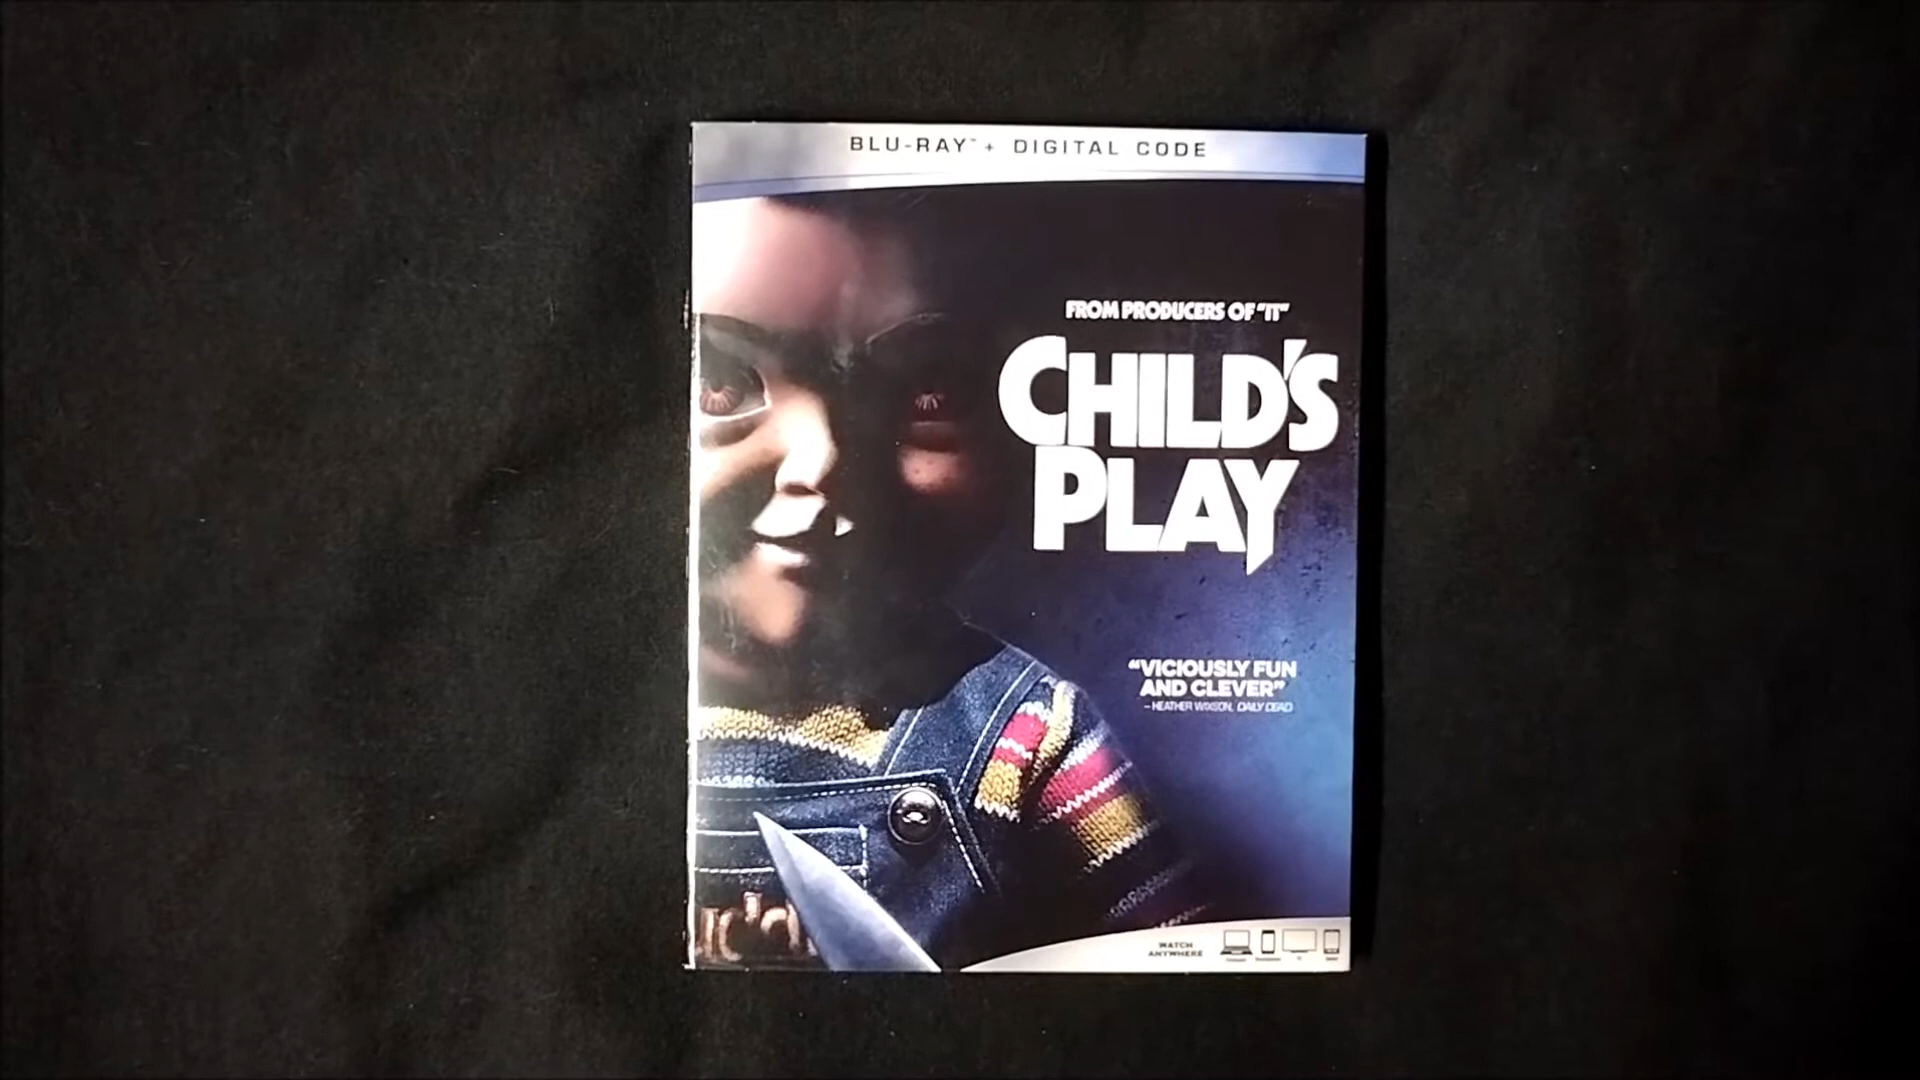 BLU-RAY™ + DIGITAL CODE
FROM PRODUCERS OF "IT"
CHILD'S
PLAY
"VICIOUSLY FUN
AND CLEVER"
– HEATHER WIXSON, DAILY DEAD
WATCH
ANYWHERE